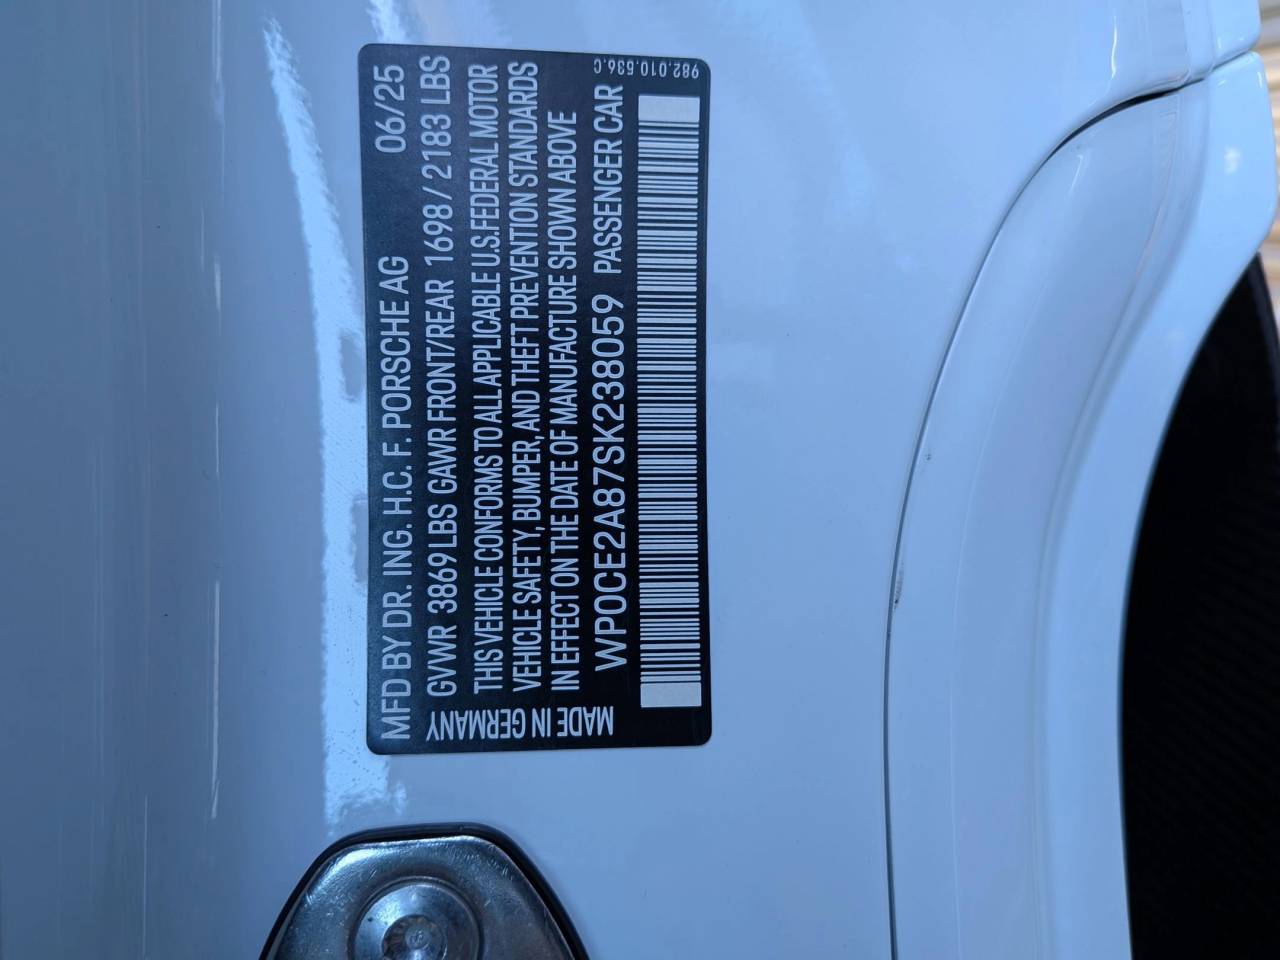 MFD BY DR. ING. H.C. F. PORSCHE AG 06/25
GVWR 3869 LBS GAWR FRONT/REAR 1698 / 2183 LBS
THIS VEHICLE CONFORMS TO ALL APPLICABLE U.S.FEDERAL MOTOR
VEHICLE SAFETY, BUMPER, AND THEFT PREVENTION STANDARDS
IN EFFECT ON THE DATE OF MANUFACTURE SHOWN ABOVE
WP0CE2A87SK238059 PASSENGER CAR
MADE IN GERMANY
982.010.536.C